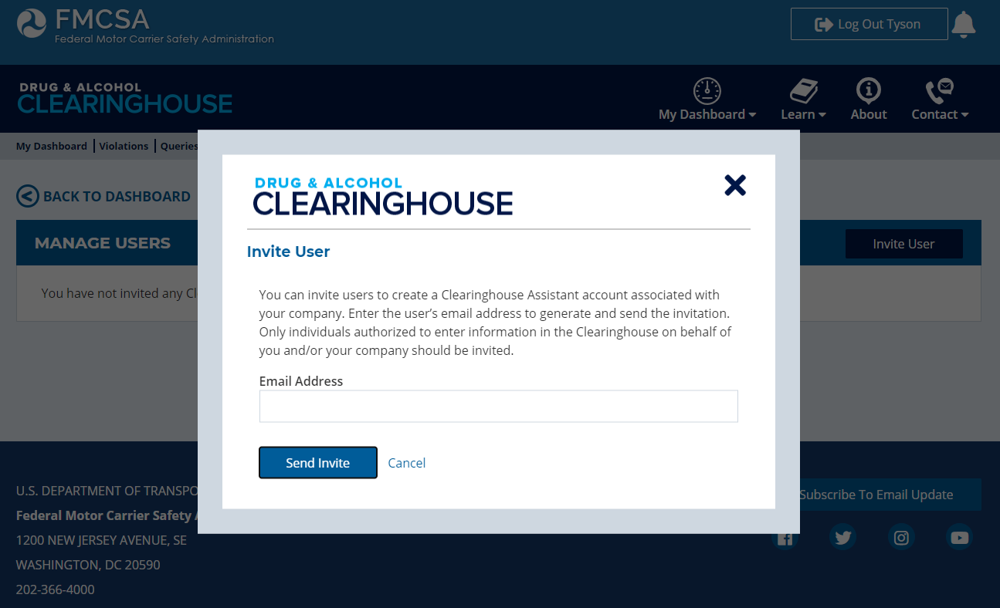 FMCSA
Federal Motor Carrier Safety Administration
Log Out Tyson
DRUG & ALCOHOL
CLEARINGHOUSE
My Dashboard
Learn
About
Contact
My Dashboard
Violations
Queries
BACK TO DASHBOARD
MANAGE USERS
Invite User
You have not invited any
DRUG & ALCOHOL
CLEARINGHOUSE
Invite User
You can invite users to create a Clearinghouse Assistant account associated with
your company. Enter the user’s email address to generate and send the invitation.
Only individuals authorized to enter information in the Clearinghouse on behalf of
you and/or your company should be invited.
Email Address
Send Invite
Cancel
U.S. DEPARTMENT OF
Federal Motor Carrier Safety
1200 NEW JERSEY AVENUE, SE
WASHINGTON, DC 20590
202-366-4000
Subscribe To Email Update